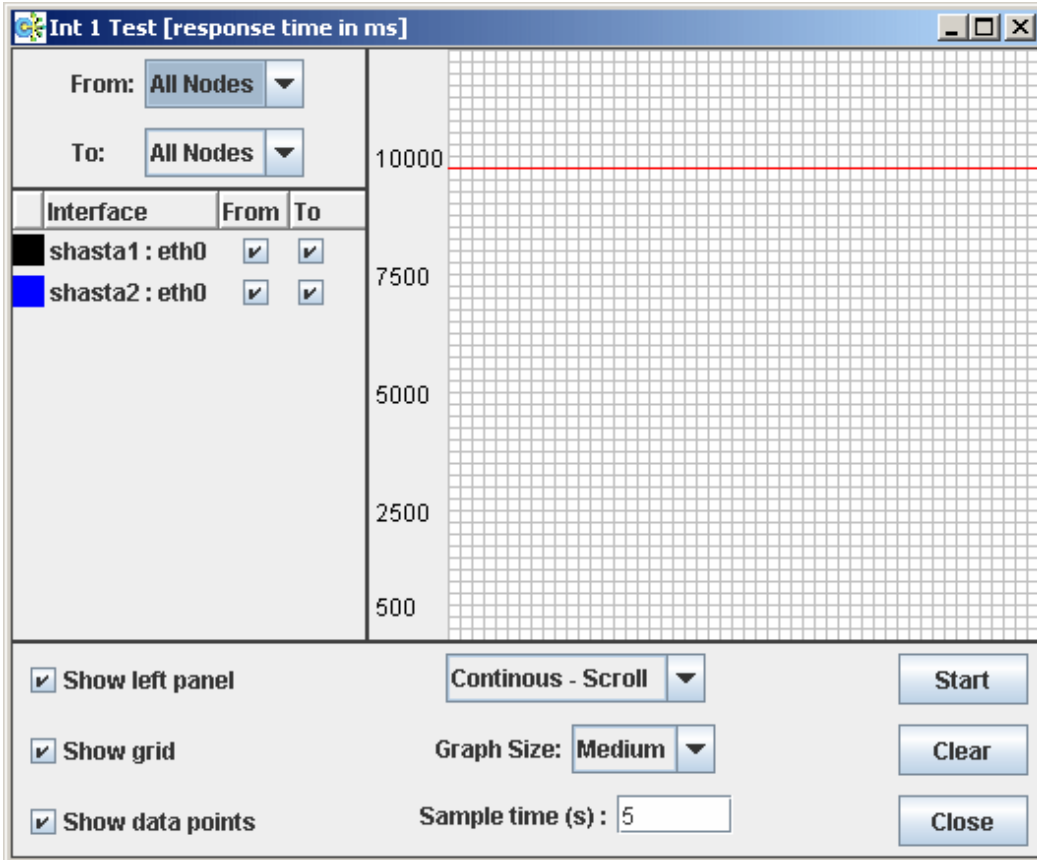 Int 1 Test [response time in ms]
From: All Nodes
To: All Nodes
Interface From To
shasta1 : eth0
shasta2 : eth0
10000
7500
5000
2500
500
Show left panel
Continous - Scroll
Start
Show grid
Graph Size: Medium
Clear
Show data points
Sample time (s) : 5
Close